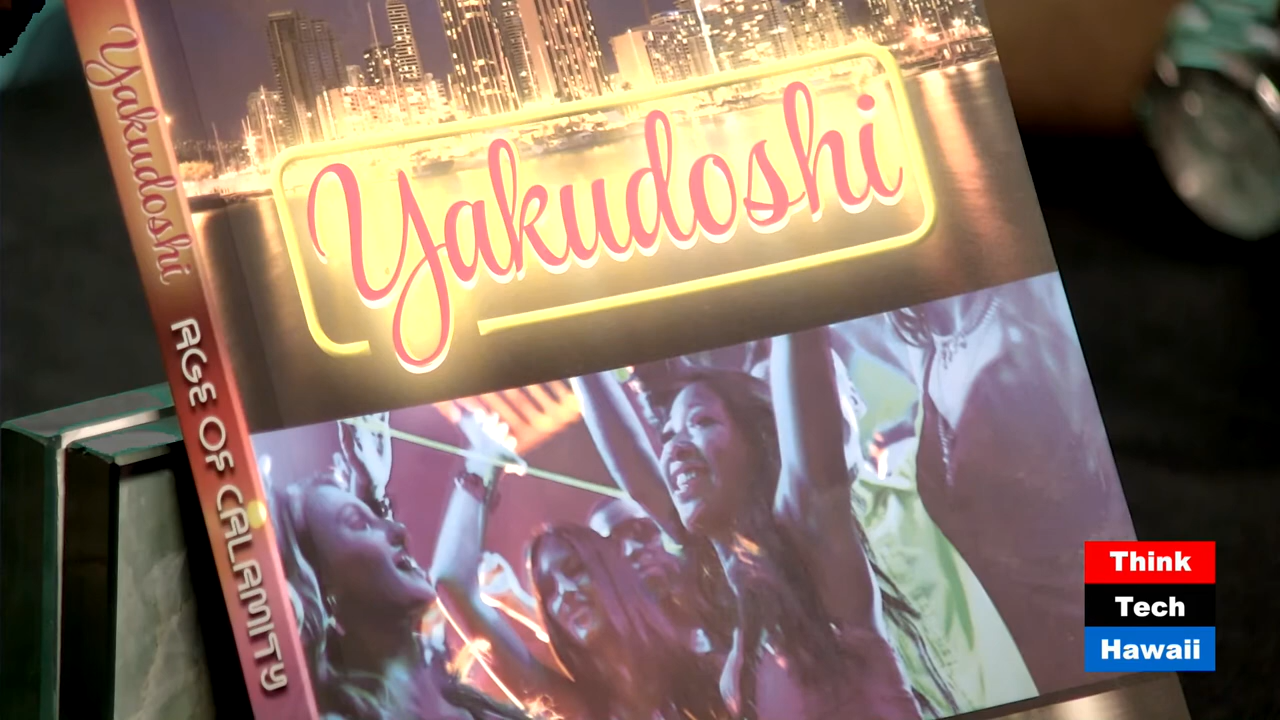 Yakudoshi
AGE OF CALAMITY
Yakudoshi
Think
Tech
Hawaii